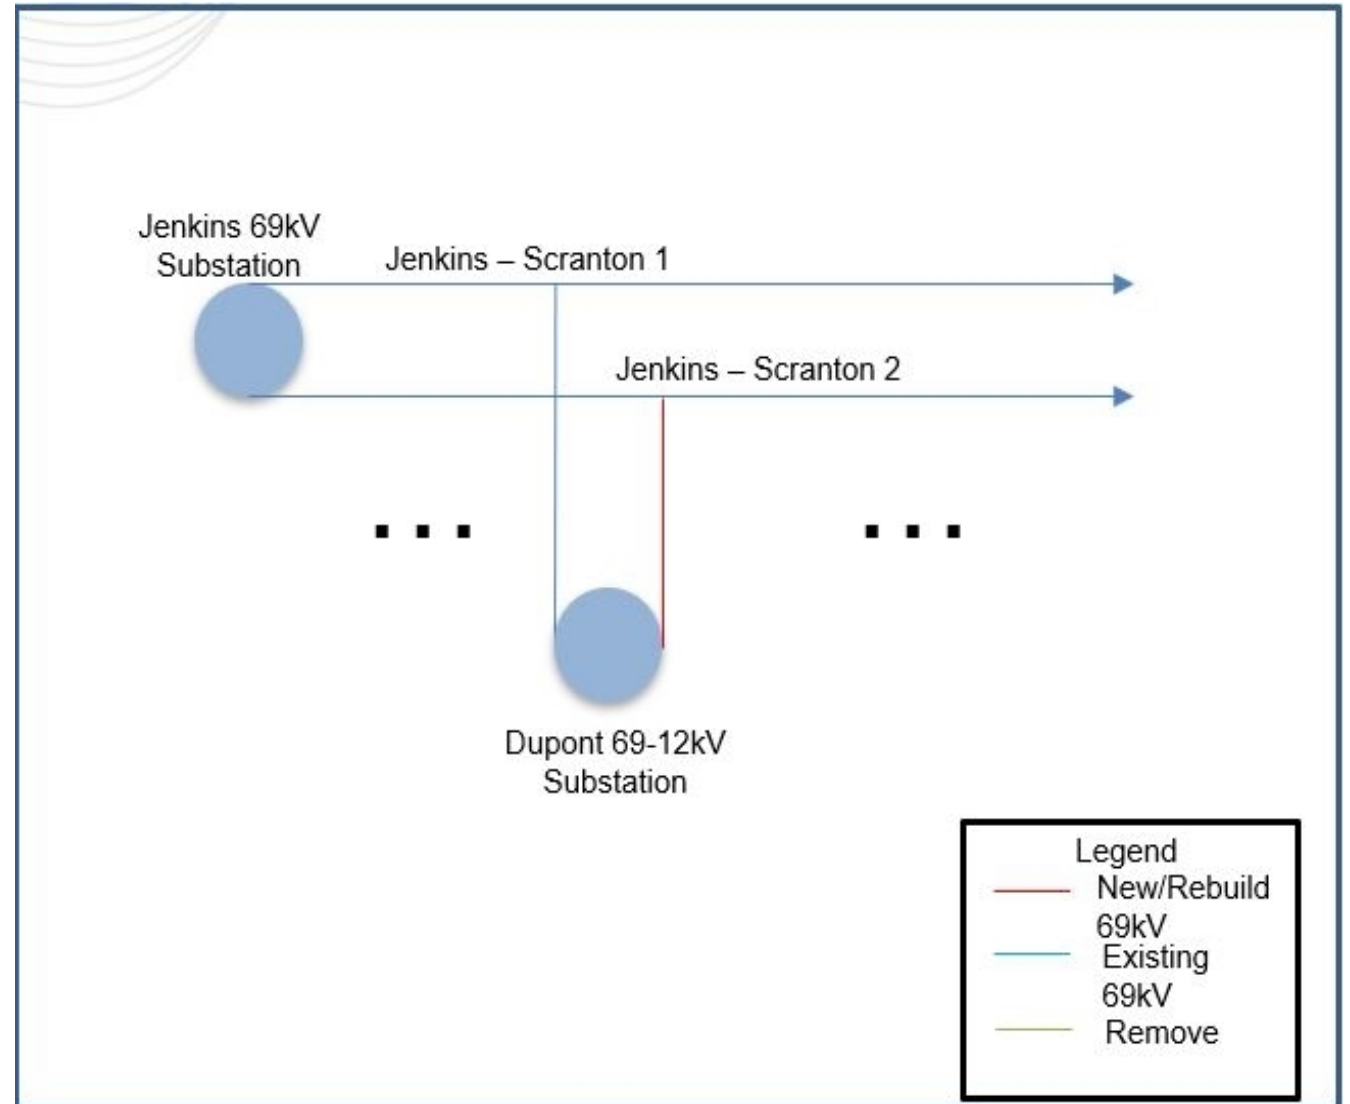 Jenkins 69kV
Substation
Jenkins – Scranton 1
Jenkins – Scranton 2
. . .
. . .
Dupont 69-12kV
Substation
Legend
New/Rebuild
69kV
Existing
69kV
Remove